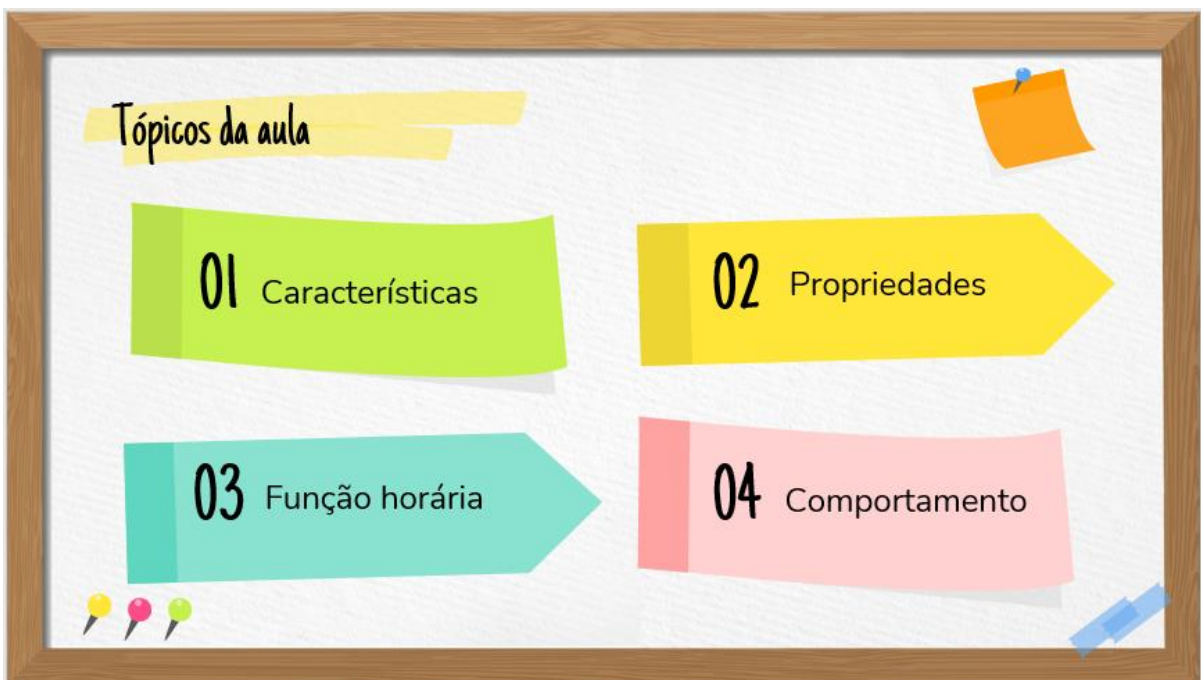 Tópicos da aula
01 Características
02 Propriedades
03 Função horária
04 Comportamento